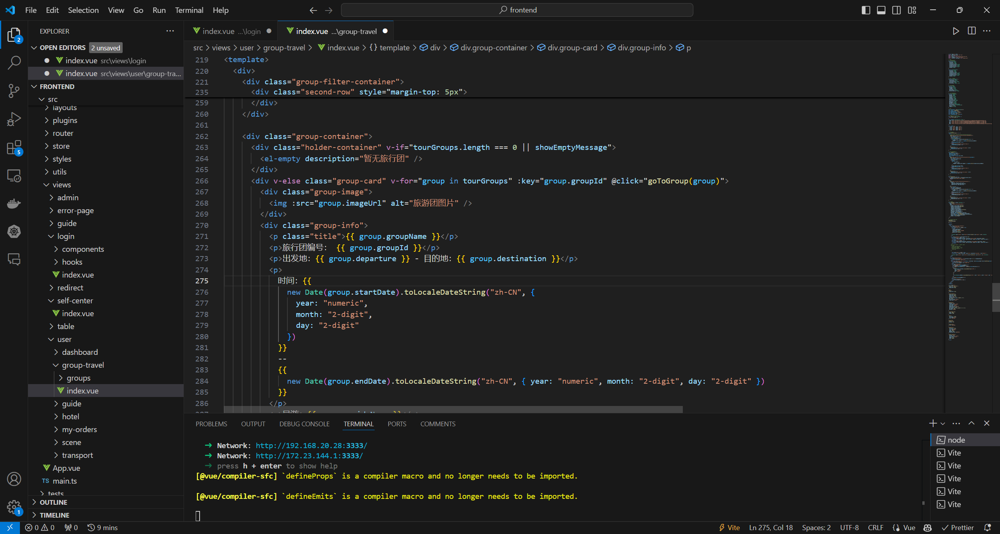 File Edit Selection View Go Run Terminal Help
frontend
EXPLORER
OPEN EDITORS 2 unsaved
index.vue src\views\login
index.vue src\views\user\group-tra...
FRONTEND
src
layouts
plugins
router
store
styles
utils
views
admin
error-page
guide
login
components
hooks
index.vue
redirect
self-center
index.vue
table
user
dashboard
group-travel
groups
index.vue
guide
hotel
my-orders
scene
transport
App.vue
TS main.ts
tests
OUTLINE
TIMELINE
2
5
1
index.vue ...\login
index.vue ...\group-travel
src > views > user > group-travel > index.vue > {} template > div > div.group-container > div.group-card > div.group-info > p
219 <template>
220 <div>
221 <div class="group-filter-container">
235 <div class="second-row" style="margin-top: 5px">
259 </div>
260 </div>
261
262 <div class="group-container">
263 <div class="holder-container" v-if="tourGroups.length === 0 || showEmptyMessage">
264 <el-empty description="暂无旅行团" />
265 </div>
266 <div v-else class="group-card" v-for="group in tourGroups" :key="group.groupId" @click="goToGroup(group)">
267 <div class="group-image">
268 <img :src="group.imageUrl" alt="旅游团图片" />
269 </div>
270 <div class="group-info">
271 <p class="title">{{ group.groupName }}</p>
272 <p>旅行团编号： {{ group.groupId }}</p>
273 <p>出发地：{{ group.departure }} - 目的地：{{ group.destination }}</p>
274 <p>
275 时间：{{
276 new Date(group.startDate).toLocaleDateString("zh-CN", {
277 year: "numeric",
278 month: "2-digit",
279 day: "2-digit"
280 })
281 }}
282 --
283 {{
284 new Date(group.endDate).toLocaleDateString("zh-CN", { year: "numeric", month: "2-digit", day: "2-digit" })
285 }}
286 </p>
PROBLEMS OUTPUT DEBUG CONSOLE TERMINAL PORTS COMMENTS
➜ Network: http://192.168.20.28:3333/
➜ Network: http://172.23.144.1:3333/
➜ press h + enter to show help
[@vue/compiler-sfc] `defineProps` is a compiler macro and no longer needs to be imported.
[@vue/compiler-sfc] `defineEmits` is a compiler macro and no longer needs to be imported.
node
Vite
Vite
Vite
Vite
Vite
0 0 0 9 mins Vite Ln 275, Col 18 Spaces: 2 UTF-8 CRLF Vue Prettier